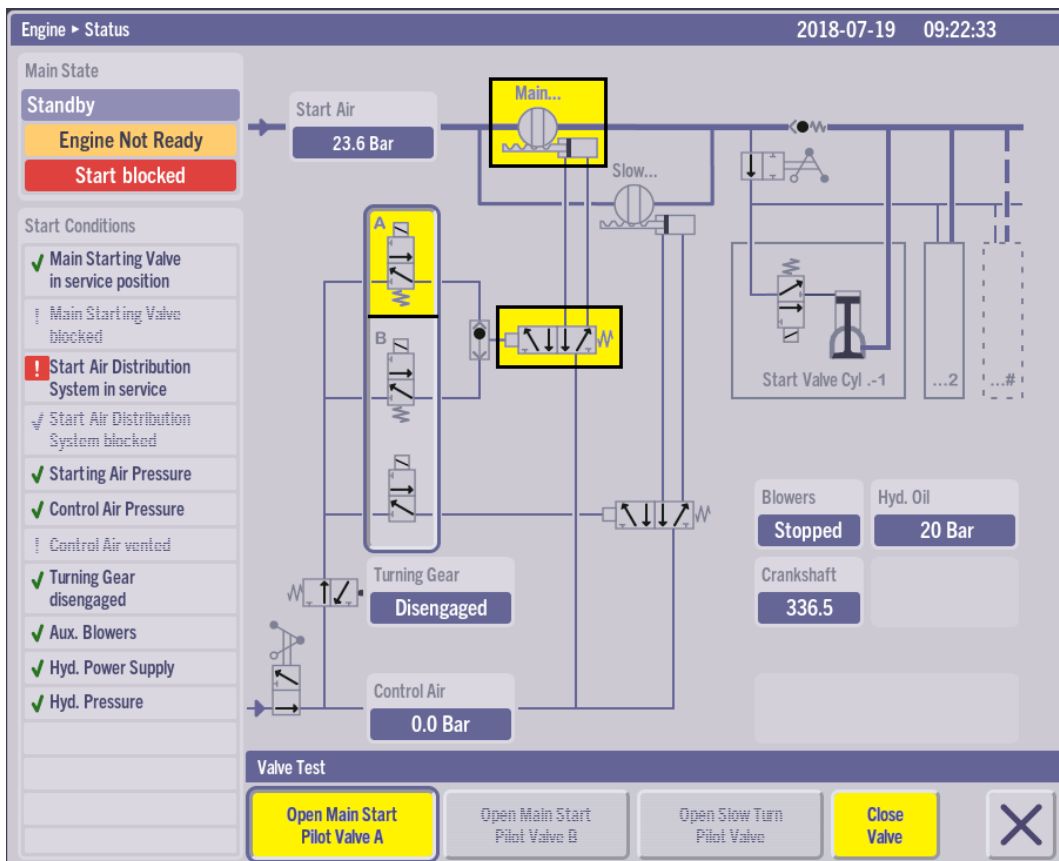 Engine ▸ Status
2018-07-19 09:22:33
Main State
Standby
Engine Not Ready
Start blocked
Start Conditions
Main Starting Valve
in service position
! Main Starting Valve
blocked
! Start Air Distribution
System in service
Start Air Distribution
System blocked
Starting Air Pressure
Control Air Pressure
! Control Air vented
Turning Gear
disengaged
Aux. Blowers
Hyd. Power Supply
Hyd. Pressure
Start Air
23.6 Bar
Main...
Slow...
A
B
Start Valve Cyl .-1
...2
...#
Turning Gear
Disengaged
Control Air
0.0 Bar
Blowers
Stopped
Hyd. Oil
20 Bar
Crankshaft
336.5
Valve Test
Open Main Start
Pilot Valve A
Open Main Start
Pilot Valve B
Open Slow Turn
Pilot Valve
Close
Valve